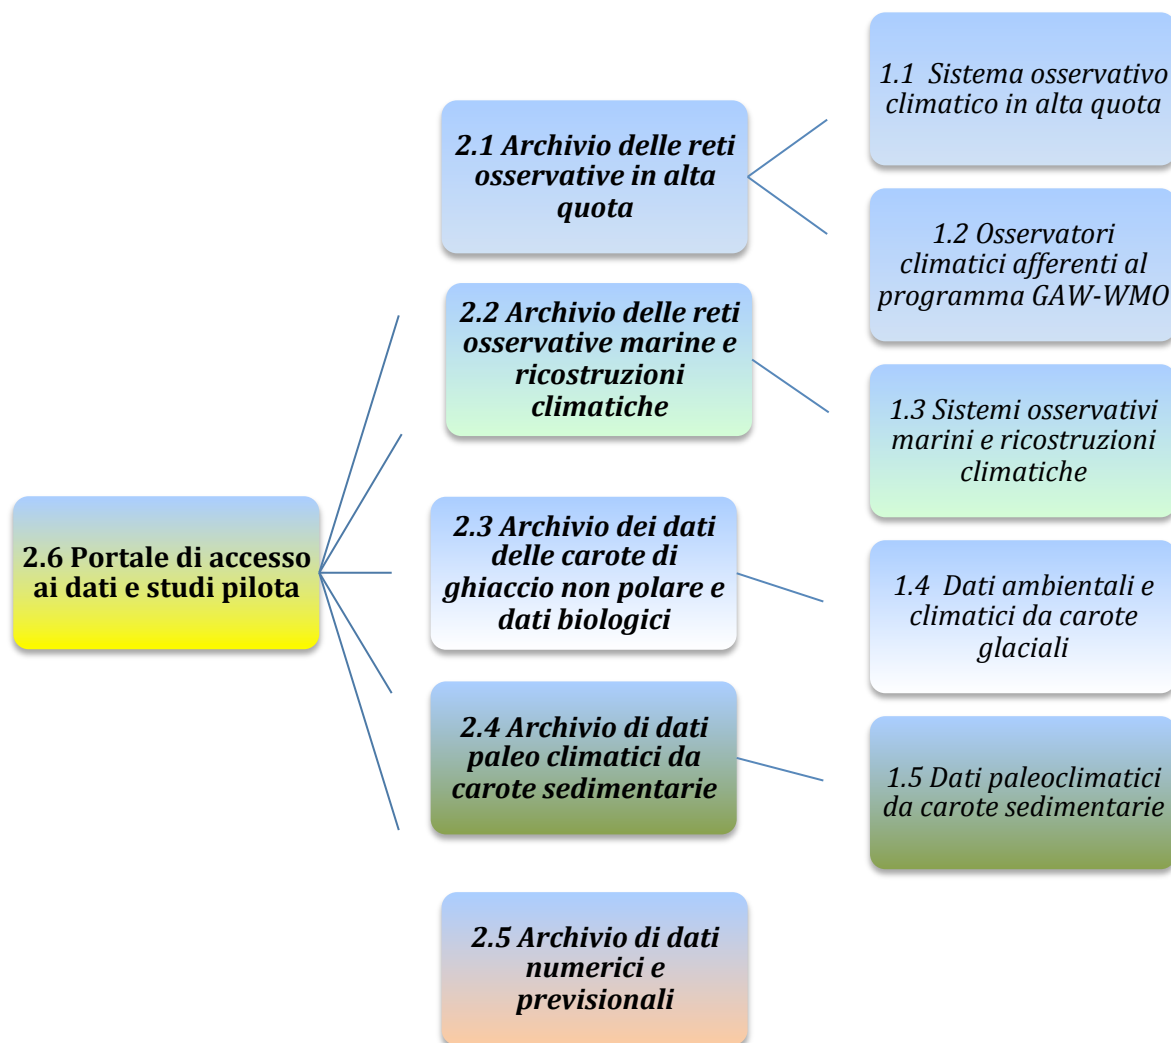 2.6 Portale di accesso
ai dati e studi pilota
2.1 Archivio delle reti
osservative in alta
quota
2.2 Archivio delle reti
osservative marine e
ricostruzioni
climatiche
2.3 Archivio dei dati
delle carote di
ghiaccio non polare e
dati biologici
2.4 Archivio di dati
paleo climatici da
carote sedimentarie
2.5 Archivio di dati
numerici e
previsionali
1.1 Sistema osservativo
climatico in alta quota
1.2 Osservatori
climatici afferenti al
programma GAW-WMO
1.3 Sistemi osservativi
marini e ricostruzioni
climatiche
1.4 Dati ambientali e
climatici da carote
glaciali
1.5 Dati paleoclimatici
da carote sedimentarie